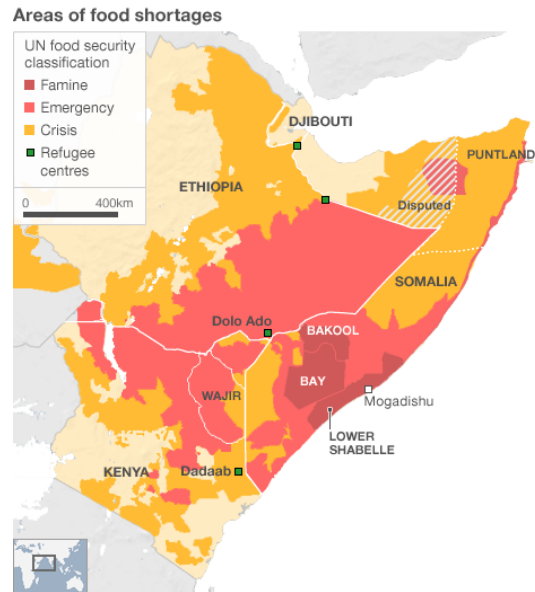 Areas of food shortages
UN food security
classification
Famine
Emergency
Crisis
Refugee
centres
0 400km
DJIBOUTI
PUNTLAND
ETHIOPIA
Disputed
SOMALIA
Dolo Ado
BAKOOL
BAY
WAJIR
Mogadishu
LOWER
SHABELLE
KENYA
Dadaab